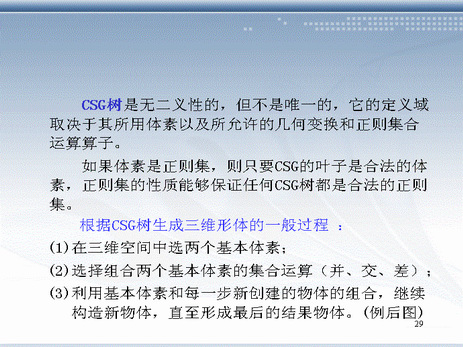 CSG树是无二义性的，但不是唯一的，它的定义域
取决于其所用体素以及所允许的几何变换和正则集合
运算算子。
如果体素是正则集，则只要CSG的叶子是合法的体
素，正则集的性质能够保证任何CSG树都是合法的正则
集。
根据CSG树生成三维形体的一般过程 ：
(1)在三维空间中选两个基本体素；
(2)选择组合两个基本体素的集合运算（并、交、差）；
(3)利用基本体素和每一步新创建的物体的组合，继续
构造新物体，直至形成最后的结果物体。(例后图)
29